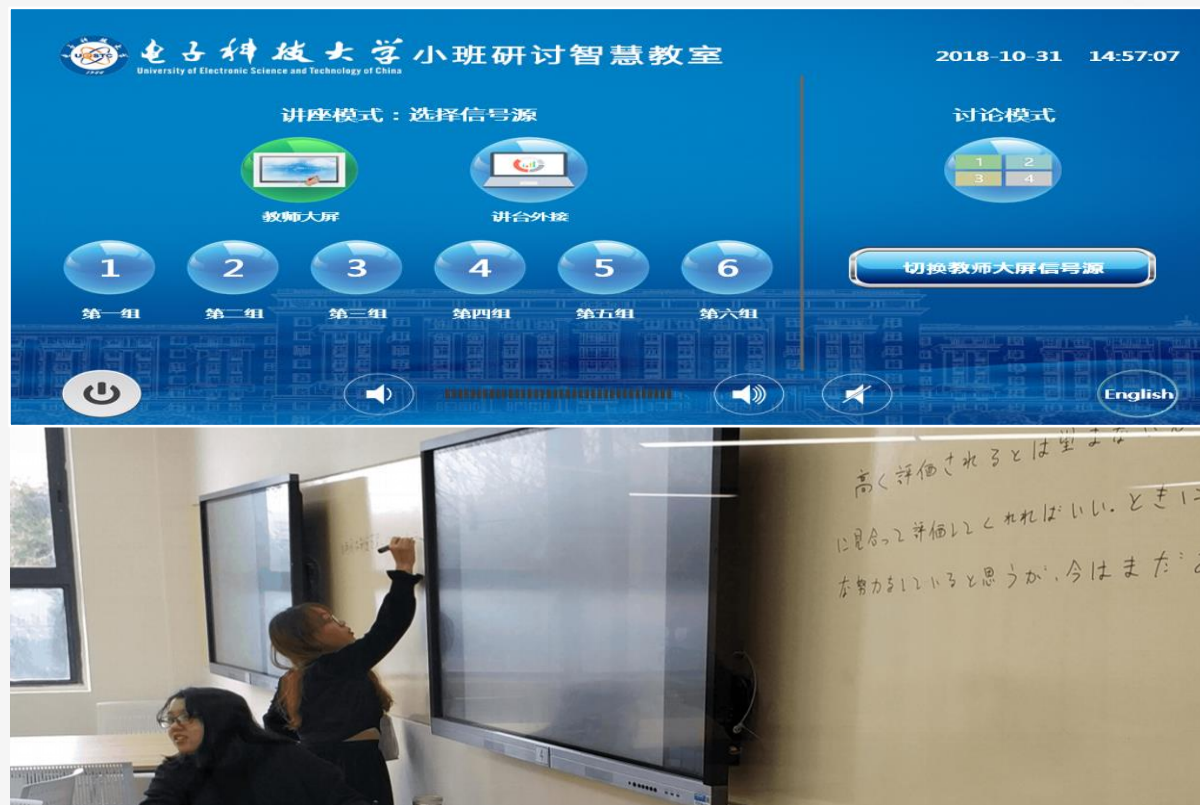 UESTC
1956
电子科技大学小班研讨智慧教室
University of Electronic Science and Technology of China
2018-10-31 14:57:07
讲座模式：选择信号源
讨论模式
1 2
3 4
教师大屏
讲台外接
1 2 3 4 5 6
切换教师大屏信号源
第一组 第二组 第三组 第四组 第五组 第六组
English
高く評価されるとは望まない
に見合って評価してくれればいい。ときに
な努力をしていると思うが、今はまだ